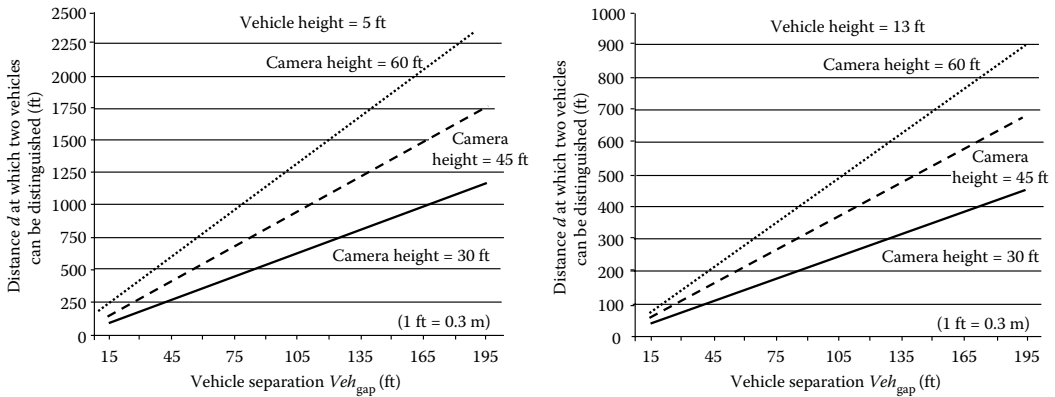 Distance d at which two vehicles
can be distinguished (ft)
2500
2250
2000
1750
1500
1250
1000
750
500
250
0
Vehicle height = 5 ft
Camera height = 60 ft
Camera
height = 45 ft
Camera height = 30 ft
(1 ft = 0.3 m)
15 45 75 105 135 165 195
Vehicle separation Veh_gap (ft)
Distance d at which two vehicles
can be distinguished (ft)
1000
900
800
700
600
500
400
300
200
100
0
Vehicle height = 13 ft
Camera height = 60 ft
Camera
height = 45 ft
Camera height = 30 ft
(1 ft = 0.3 m)
15 45 75 105 135 165 195
Vehicle separation Veh_gap (ft)